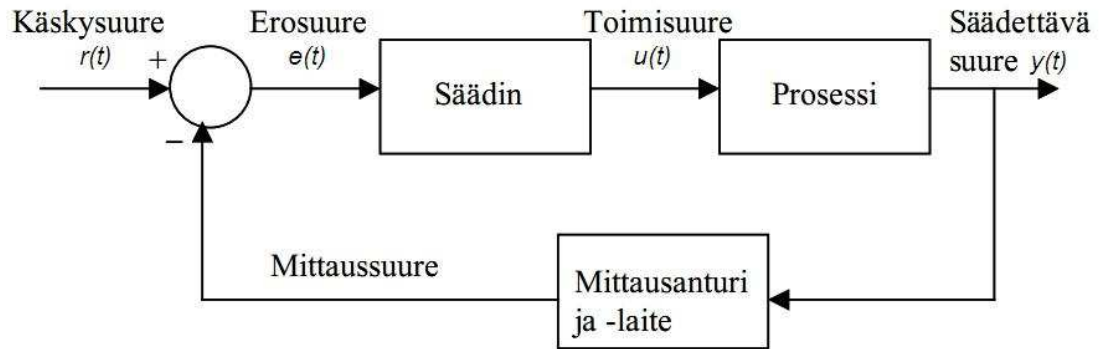 Käskysuure
r(t)
+
−
Erosuure
e(t)
Säädin
Toimisuure
u(t)
Prosessi
Säädettävä
suure y(t)
Mittaussuure
Mittausanturi
ja -laite